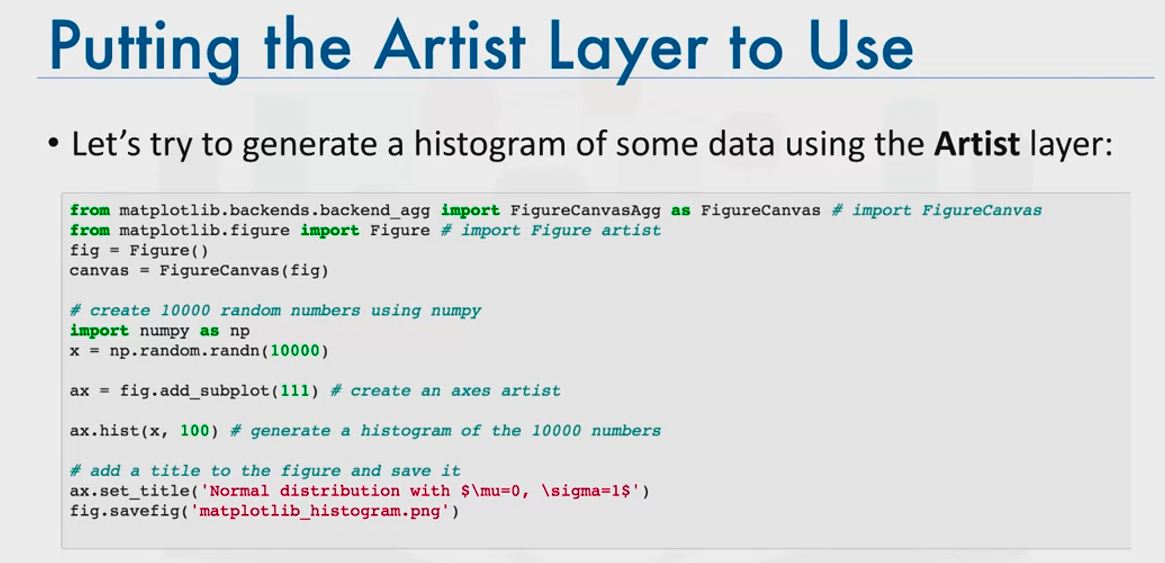 Putting the Artist Layer to Use
• Let's try to generate a histogram of some data using the Artist layer:
from matplotlib.backends.backend_agg import FigureCanvasAgg as FigureCanvas # import FigureCanvas
from matplotlib.figure import Figure # import Figure artist
fig = Figure()
canvas = FigureCanvas(fig)
# create 10000 random numbers using numpy
import numpy as np
x = np.random.randn(10000)
ax = fig.add_subplot(111) # create an axes artist
ax.hist(x, 100) # generate a histogram of the 10000 numbers
# add a title to the figure and save it
ax.set_title('Normal distribution with $\mu=0, \sigma=1$')
fig.savefig('matplotlib_histogram.png')